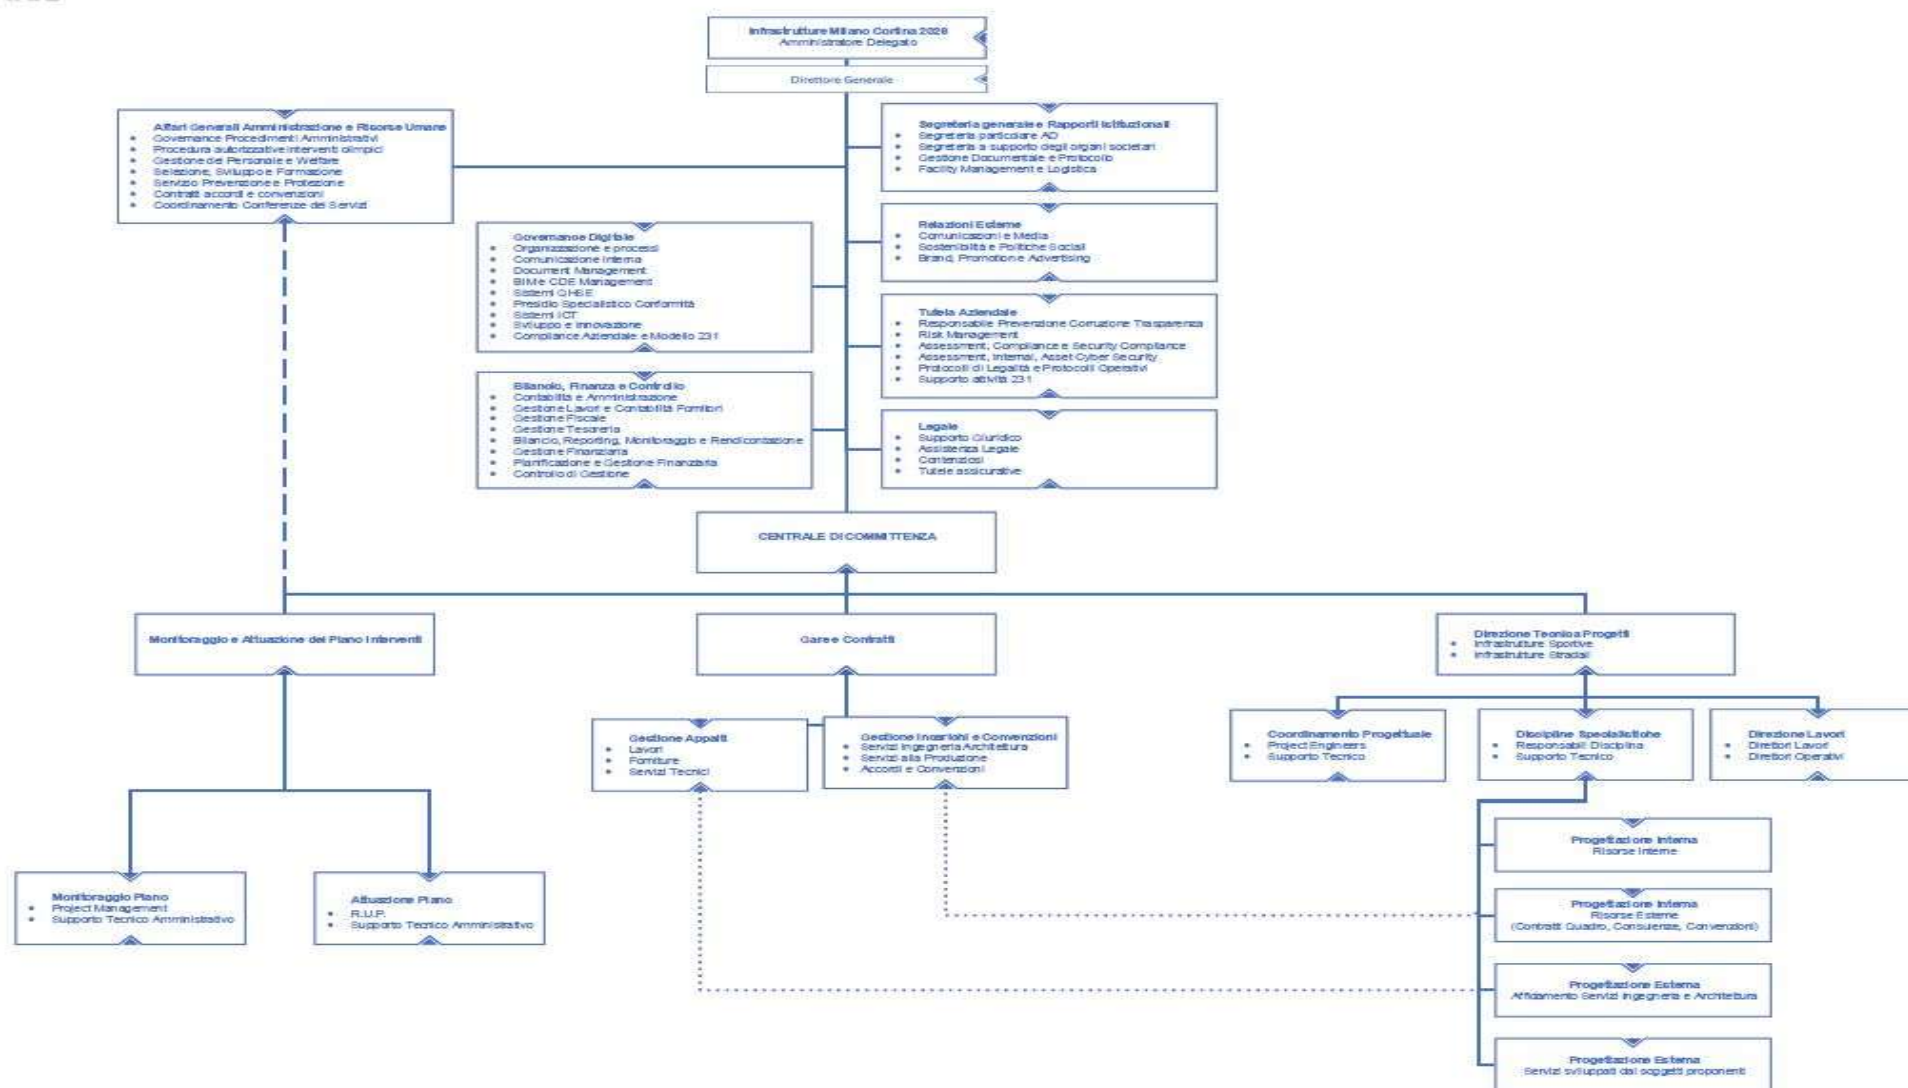 Infrastrutture Milano Cortina 2026
Amministratore Delegato
Direttore Generale
Affari Generali Amministrazione e Risorse Umane
Governance Procedimenti Amministrativi
Procedura autorizzative interventi olimpici
Gestione del Personale e Welfare
Selezione, Sviluppo e Formazione
Servizio Prevenzione e Protezione
Contratti accordi e convenzioni
Coordinamento Conferenze dei Servizi
Segreteria generale e Rapporti Istituzionali
Segreteria particolare AD
Segreteria a supporto degli organi societari
Gestione Documentale e Protocollo
Facility Management e Logistica
Governance Digitale
Organizzazione e processi
Comunicazione Interna
Document Management
BIM e CDE Management
Sistemi QHSE
Presidio Specialistico Conformità
Sistemi ICT
Sviluppo e Innovazione
Compliance Aziendale e Modello 231
Relazioni Esterne
Comunicazioni e Media
Sostenibilità e Politiche Sociali
Brand, Promotion e Advertising
Tutela Aziendale
Responsabile Prevenzione Corruzione Trasparenza
Risk Management
Assessment, Compliance e Security Compliance
Assessment, Internal, Asset Cyber Security
Protocolli di Legalità e Protocolli Operativi
Supporto attività 231
Bilancio, Finanza e Controllo
Contabilità e Amministrazione
Gestione Lavori e Contabilità Fornitori
Gestione Fiscale
Gestione Tesoreria
Bilancio, Reporting, Monitoraggio e Rendicontazione
Gestione Finanziaria
Pianificazione e Gestione Finanziaria
Controllo di Gestione
Legale
Supporto Giuridico
Assistenza Legale
Contenziosi
Tutele assicurative
CENTRALE DI COMMITTENZA
Monitoraggio e Attuazione del Piano Interventi
Gare e Contratti
Direzione Tecnica Progetti
Infrastrutture Sportive
Infrastrutture Stradali
Gestione Appalti
Lavori
Forniture
Servizi Tecnici
Gestione Incarichi e Convenzioni
Servizi Ingegneria Architettura
Servizi alla Produzione
Accordi e Convenzioni
Coordinamento Progettuale
Project Engineers
Supporto Tecnico
Discipline Specialistiche
Responsabili Disciplina
Supporto Tecnico
Direzione Lavori
Direttori Lavori
Direttori Operativi
Monitoraggio Piano
Project Management
Supporto Tecnico Amministrativo
Attuazione Piano
R.U.P.
Supporto Tecnico Amministrativo
Progettazione Interna
Risorse Interne
Progettazione Interna
Risorse Esterne
(Contratti Quadro, Consulenze, Convenzioni)
Progettazione Esterna
Affidamento Servizi Ingegneria e Architettura
Progettazione Esterna
Servizi sviluppati dai soggetti proponenti